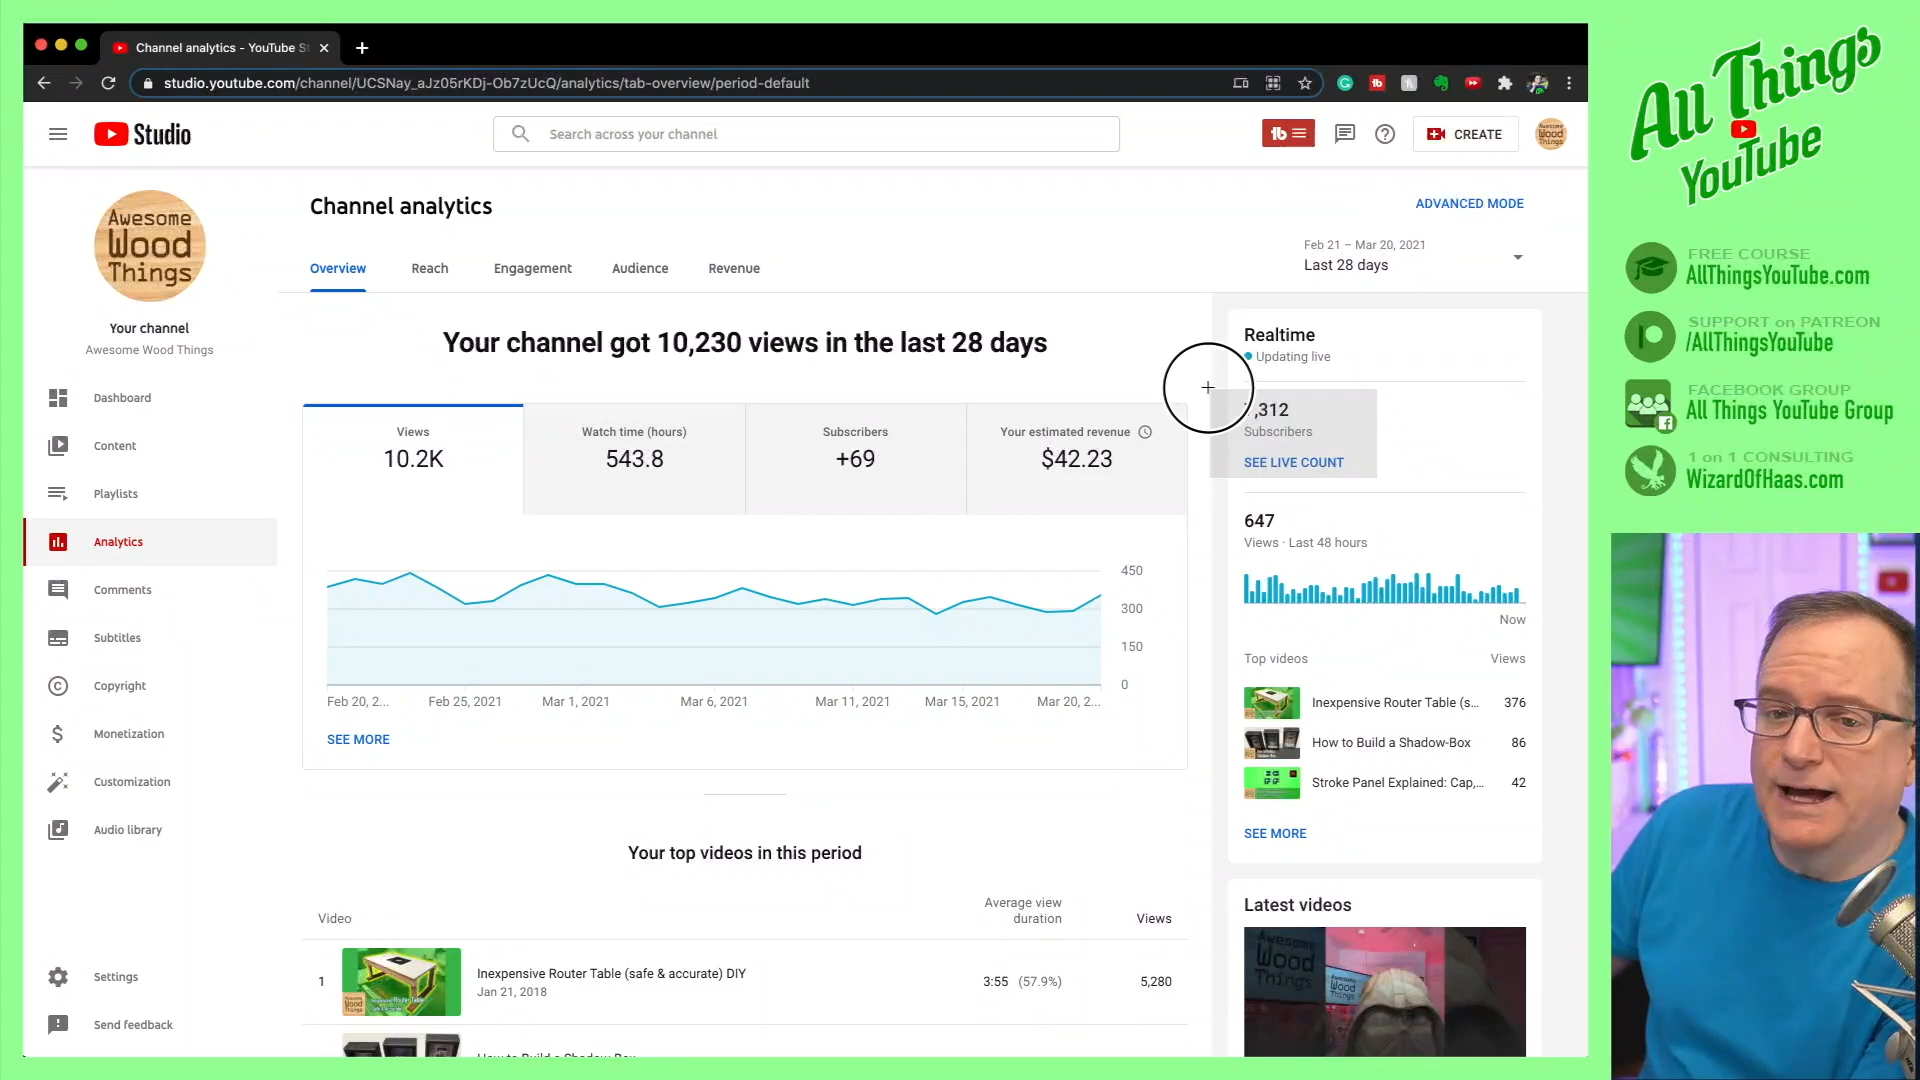 Channel analytics - YouTube S
studio.youtube.com/channel/UCSNay_aJz05rKDj-Ob7zUcQ/analytics/tab-overview/period-default
Studio
Search across your channel
CREATE
Awesome
Wood
Things
Your channel
Awesome Wood Things
Dashboard
Content
Playlists
Analytics
Comments
Subtitles
Copyright
Monetization
Customization
Audio library
Settings
Send feedback
Channel analytics
ADVANCED MODE
Feb 21 – Mar 20, 2021
Last 28 days
Overview
Reach
Engagement
Audience
Revenue
Your channel got 10,230 views in the last 28 days
Views
10.2K
Watch time (hours)
543.8
Subscribers
+69
Your estimated revenue
$42.23
450
300
150
0
Feb 20, 2...
Feb 25, 2021
Mar 1, 2021
Mar 6, 2021
Mar 11, 2021
Mar 15, 2021
Mar 20, 2...
SEE MORE
Your top videos in this period
Video
Average view
duration
Views
1
Inexpensive Router Table (safe & accurate) DIY
Jan 21, 2018
3:55 (57.9%)
5,280
Realtime
Updating live
,312
Subscribers
SEE LIVE COUNT
647
Views · Last 48 hours
Now
Top videos
Views
Inexpensive Router Table (s...
376
How to Build a Shadow-Box
86
Stroke Panel Explained: Cap,...
42
SEE MORE
Latest videos
Awesome
Wood
Things
All Things
YouTube
FREE COURSE
AllThingsYouTube.com
SUPPORT on PATREON
/AllThingsYouTube
FACEBOOK GROUP
All Things YouTube Group
1 on 1 CONSULTING
WizardOfHaas.com